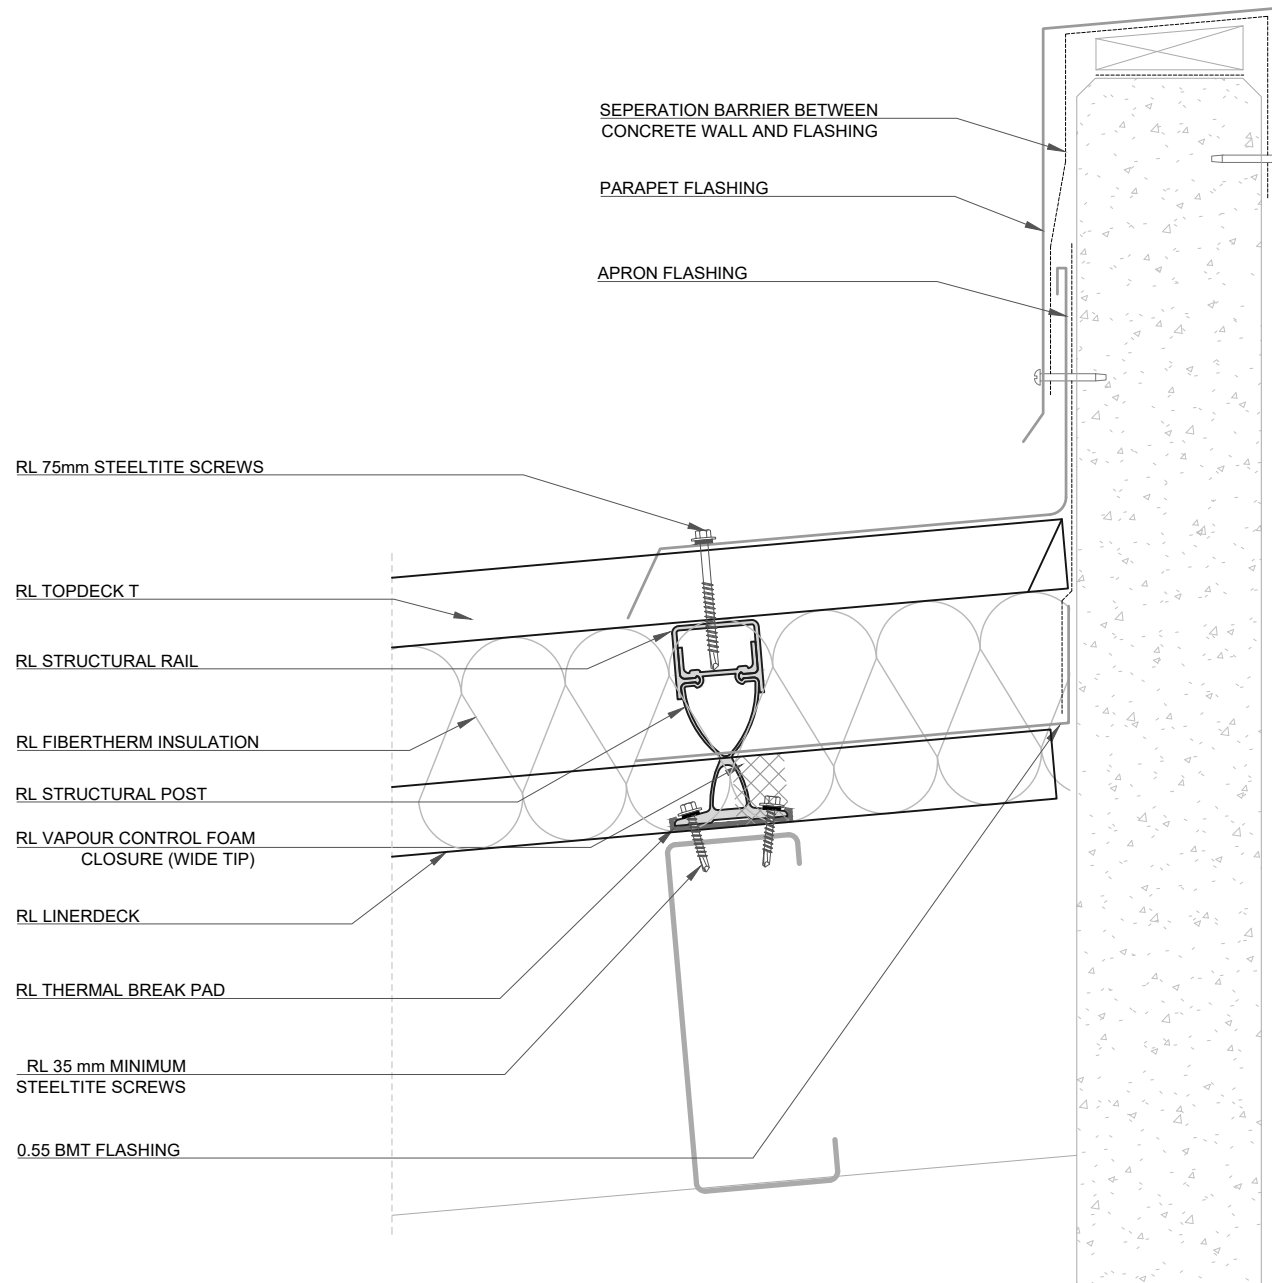 SEPERATION BARRIER BETWEEN
CONCRETE WALL AND FLASHING
PARAPET FLASHING
APRON FLASHING
RL 75mm STEELTITE SCREWS
RL TOPDECK T
RL STRUCTURAL RAIL
RL FIBERTHERM INSULATION
RL STRUCTURAL POST
RL VAPOUR CONTROL FOAM
CLOSURE (WIDE TIP)
RL LINERDECK
RL THERMAL BREAK PAD
RL 35 mm MINIMUM
STEELTITE SCREWS
0.55 BMT FLASHING